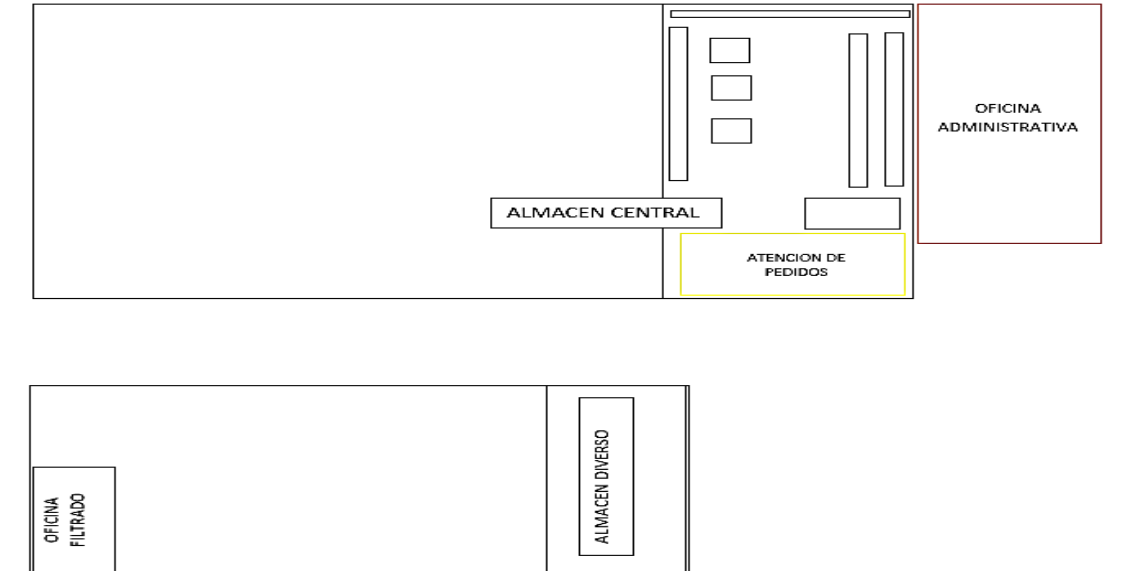 OFICINA
ADMINISTRATIVA
ALMACEN CENTRAL
ATENCION DE
PEDIDOS
OFICINA
FILTRADO
ALMACEN DIVERSO